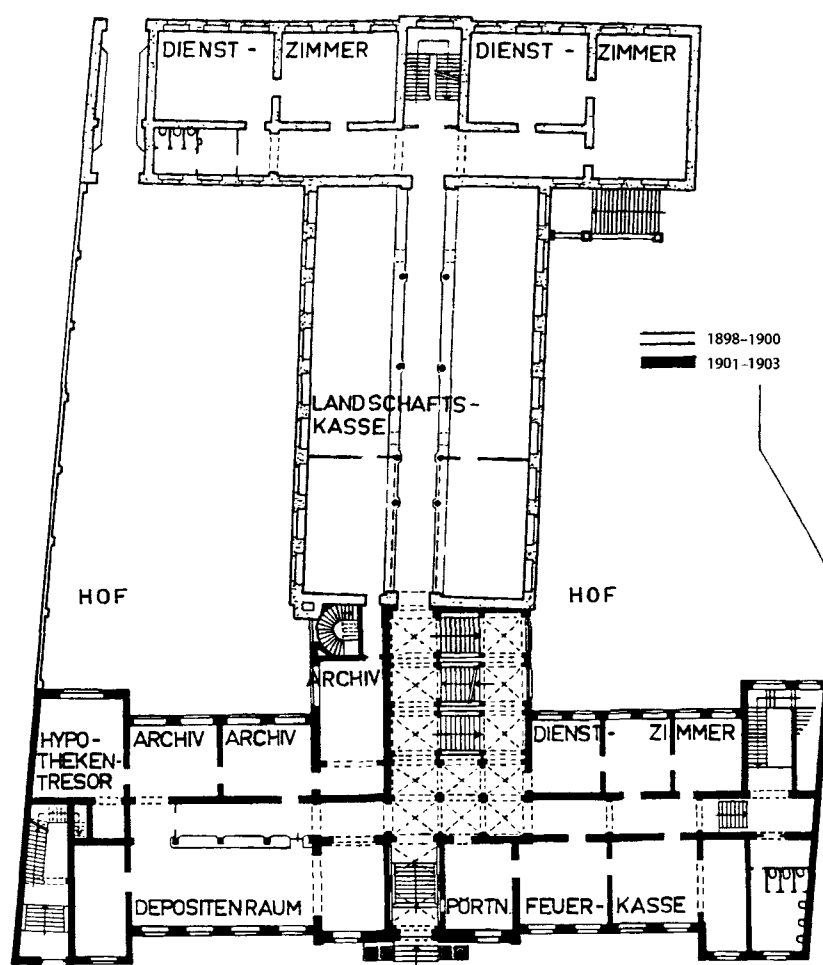 DIENST- ZIMMER DIENST- ZIMMER
1898-1900
1901-1903
LANDSCHAFTS-
KASSE
HOF HOF
ARCHIV
HYPO-
THEKEN-
TRESOR
ARCHIV ARCHIV
DIENST- ZIMMER
DEPOSITENRAUM PÖRTN. FEUER- KASSE